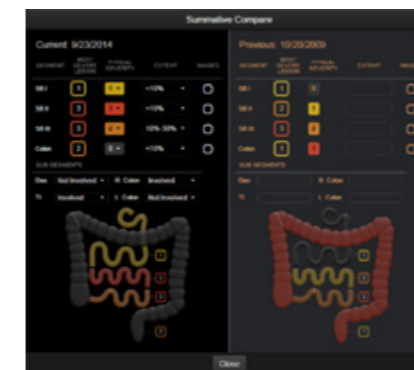 Summative Compare
Current: 9/23/2014
Previous: 10/20/2009
SEGMENT MOST SEVERE LESION TYPICAL SEVERITY EXTENT IMAGES
SEGMENT MOST SEVERE LESION TYPICAL SEVERITY EXTENT IMAGES
SB I 1 1 <10%
SB I 1 0
SB II 3 3 <10%
SB II 2 1
SB III 3 2 10%-30%
SB III 3 2
Colon 2 0 <10%
Colon 1 3
SUB SEGMENTS
SUB SEGMENTS
Duo: Not Involved R. Colon: Involved
Duo: R. Colon:
TI: Involved L. Colon: Not Involved
TI: L. Colon:
Close